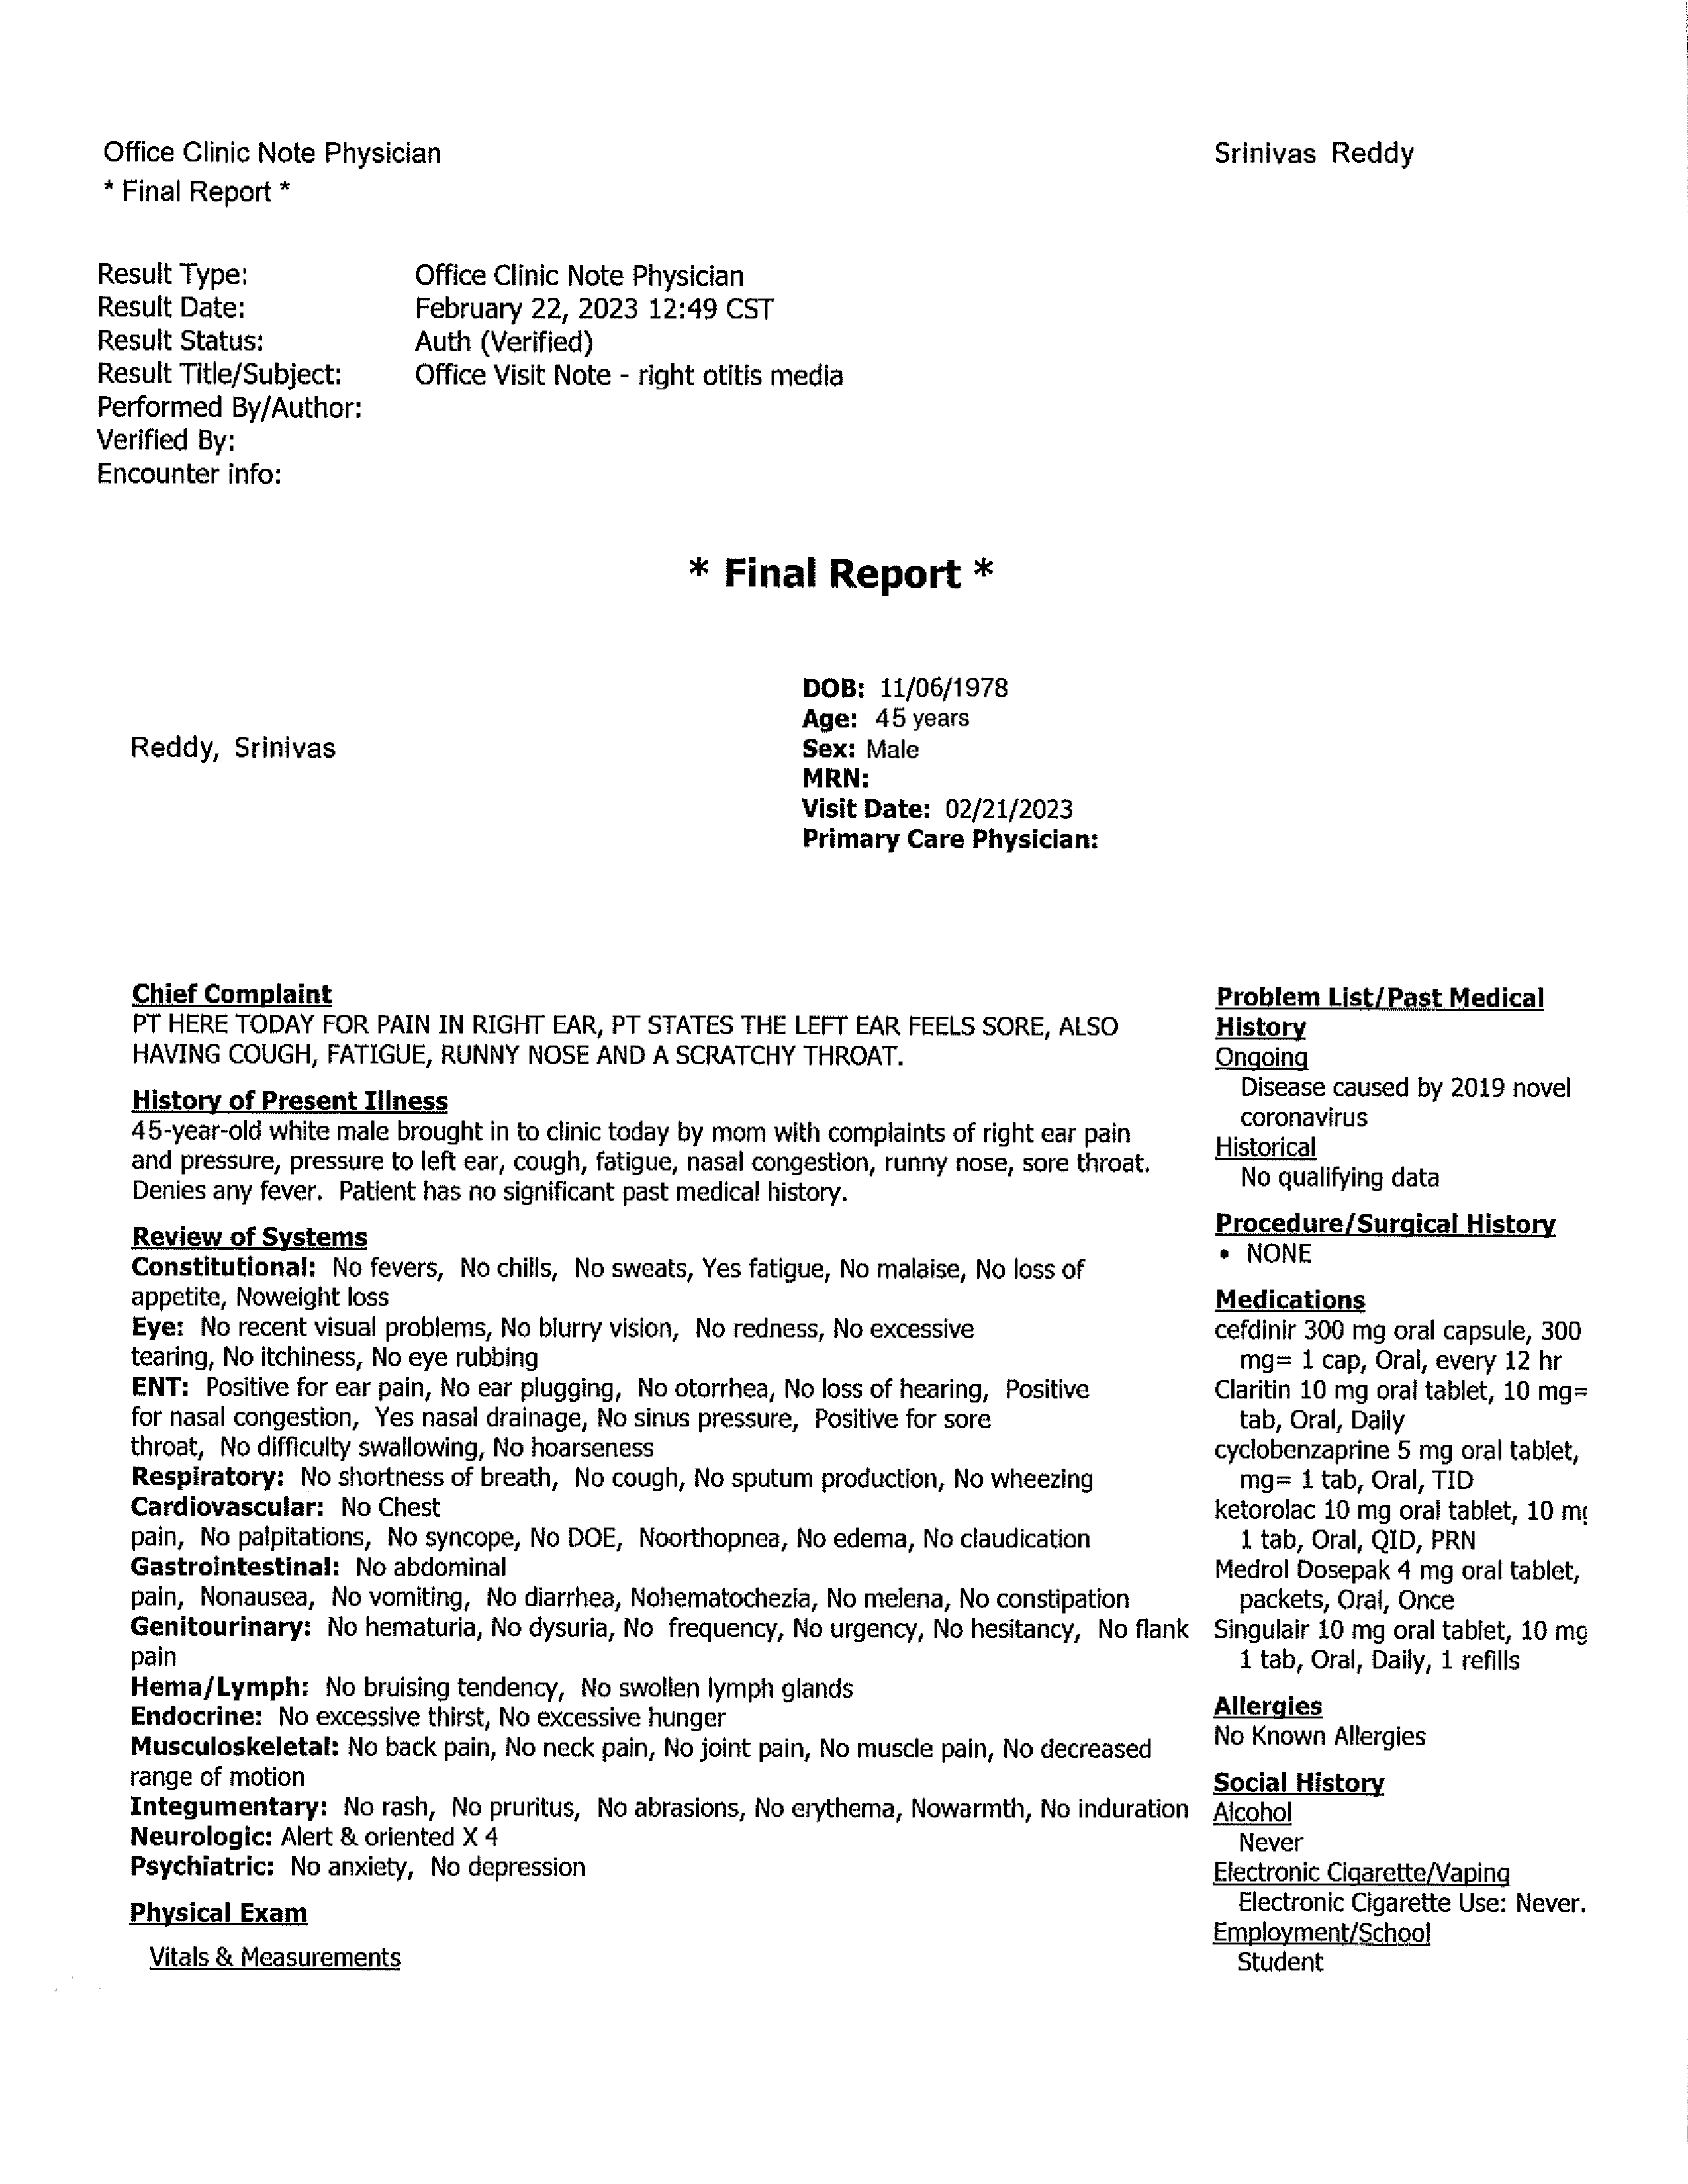 Office Clinic Note Physician
Srinivas Reddy
* Final Report *
Result Type: Office Clinic Note Physician
Result Date: February 22, 2023 12:49 CST
Result Status: Auth (Verified)
Result Title/Subject: Office Visit Note - right otitis media
Performed By/Author:
Verified By:
Encounter info:
* Final Report *
Reddy, Srinivas
DOB: 11/06/1978
Age: 45 years
Sex: Male
MRN:
Visit Date: 02/21/2023
Primary Care Physician:
Chief Complaint
PT HERE TODAY FOR PAIN IN RIGHT EAR, PT STATES THE LEFT EAR FEELS SORE, ALSO
HAVING COUGH, FATIGUE, RUNNY NOSE AND A SCRATCHY THROAT.
History of Present Illness
45-year-old white male brought in to clinic today by mom with complaints of right ear pain
and pressure, pressure to left ear, cough, fatigue, nasal congestion, runny nose, sore throat.
Denies any fever. Patient has no significant past medical history.
Review of Systems
Constitutional: No fevers, No chills, No sweats, Yes fatigue, No malaise, No loss of
appetite, Noweight loss
Eye: No recent visual problems, No blurry vision, No redness, No excessive
tearing, No itchiness, No eye rubbing
ENT: Positive for ear pain, No ear plugging, No otorrhea, No loss of hearing, Positive
for nasal congestion, Yes nasal drainage, No sinus pressure, Positive for sore
throat, No difficulty swallowing, No hoarseness
Respiratory: No shortness of breath, No cough, No sputum production, No wheezing
Cardiovascular: No Chest
pain, No palpitations, No syncope, No DOE, Noorthopnea, No edema, No claudication
Gastrointestinal: No abdominal
pain, Nonausea, No vomiting, No diarrhea, Nohematochezia, No melena, No constipation
Genitourinary: No hematuria, No dysuria, No frequency, No urgency, No hesitancy, No flank
pain
Hema/Lymph: No bruising tendency, No swollen lymph glands
Endocrine: No excessive thirst, No excessive hunger
Musculoskeletal: No back pain, No neck pain, No joint pain, No muscle pain, No decreased
range of motion
Integumentary: No rash, No pruritus, No abrasions, No erythema, Nowarmth, No induration
Neurologic: Alert & oriented X 4
Psychiatric: No anxiety, No depression
Physical Exam
Vitals & Measurements
Problem List/Past Medical
History
Ongoing
Disease caused by 2019 novel
coronavirus
Historical
No qualifying data
Procedure/Surgical History
• NONE
Medications
cefdinir 300 mg oral capsule, 300
mg= 1 cap, Oral, every 12 hr
Claritin 10 mg oral tablet, 10 mg=
tab, Oral, Daily
cyclobenzaprine 5 mg oral tablet,
mg= 1 tab, Oral, TID
ketorolac 10 mg oral tablet, 10
1 tab, Oral, QID, PRN
Medrol Dosepak 4 mg oral tablet,
packets, Oral, Once
Singulair 10 mg oral tablet, 10 mg
1 tab, Oral, Daily, 1 refills
Allergies
No Known Allergies
Social History
Alcohol
Never
Electronic Cigarette/Vaping
Electronic Cigarette Use: Never.
Employment/School
Student